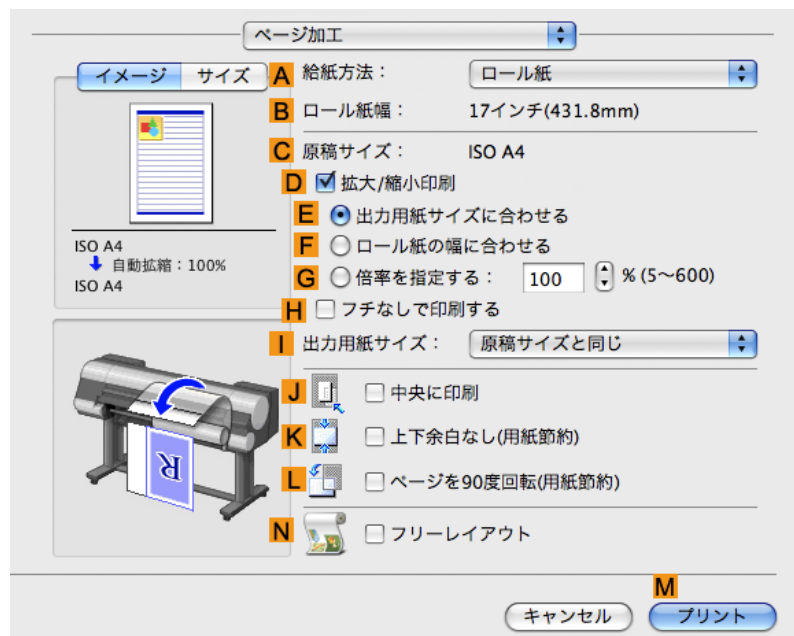 ページ加工
イメージ サイズ
A 給紙方法： ロール紙
B ロール紙幅： 17インチ(431.8mm)
C 原稿サイズ： ISO A4
D 拡大/縮小印刷
E 出力用紙サイズに合わせる
F ロール紙の幅に合わせる
G 倍率を指定する： 100 % (5～600)
ISO A4
自動拡縮：100%
ISO A4
H フチなしで印刷する
I 出力用紙サイズ： 原稿サイズと同じ
J 中央に印刷
K 上下余白なし(用紙節約)
L ページを90度回転(用紙節約)
R
N フリーレイアウト
M
キャンセル プリント